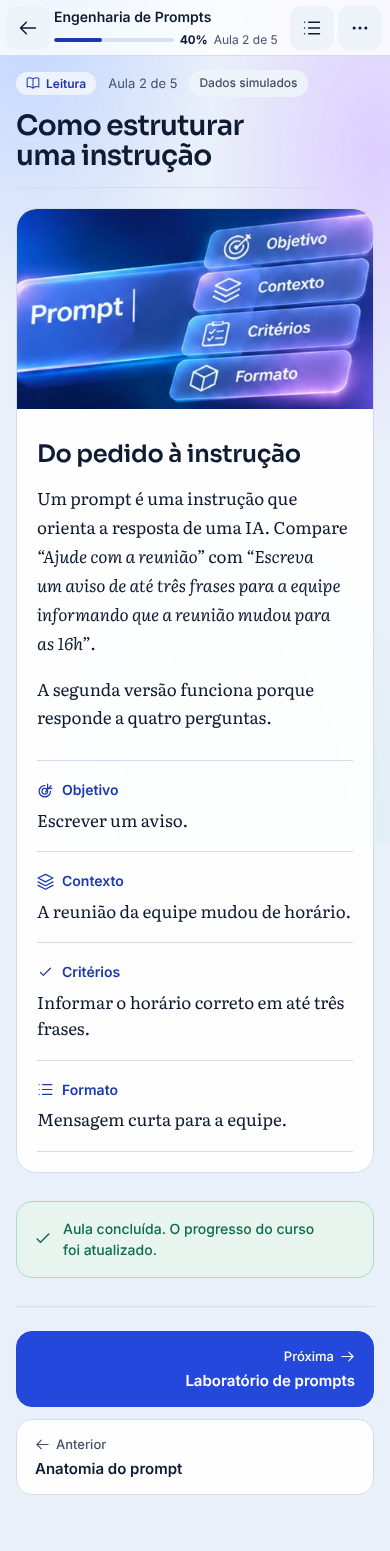 Engenharia de Prompts
40% Aula 2 de 5
Leitura
Aula 2 de 5
Dados simulados
Como estruturar
uma instrução
Prompt
Objetivo
Contexto
Critérios
Formato
Do pedido à instrução
Um prompt é uma instrução que
orienta a resposta de uma IA. Compare
“Ajude com a reunião” com “Escreva
um aviso de até três frases para a equipe
informando que a reunião mudou para
as 16h”.
A segunda versão funciona porque
responde a quatro perguntas.
Objetivo
Escrever um aviso.
Contexto
A reunião da equipe mudou de horário.
Critérios
Informar o horário correto em até três
frases.
Formato
Mensagem curta para a equipe.
Aula concluída. O progresso do curso
foi atualizado.
Próxima →
Laboratório de prompts
← Anterior
Anatomia do prompt